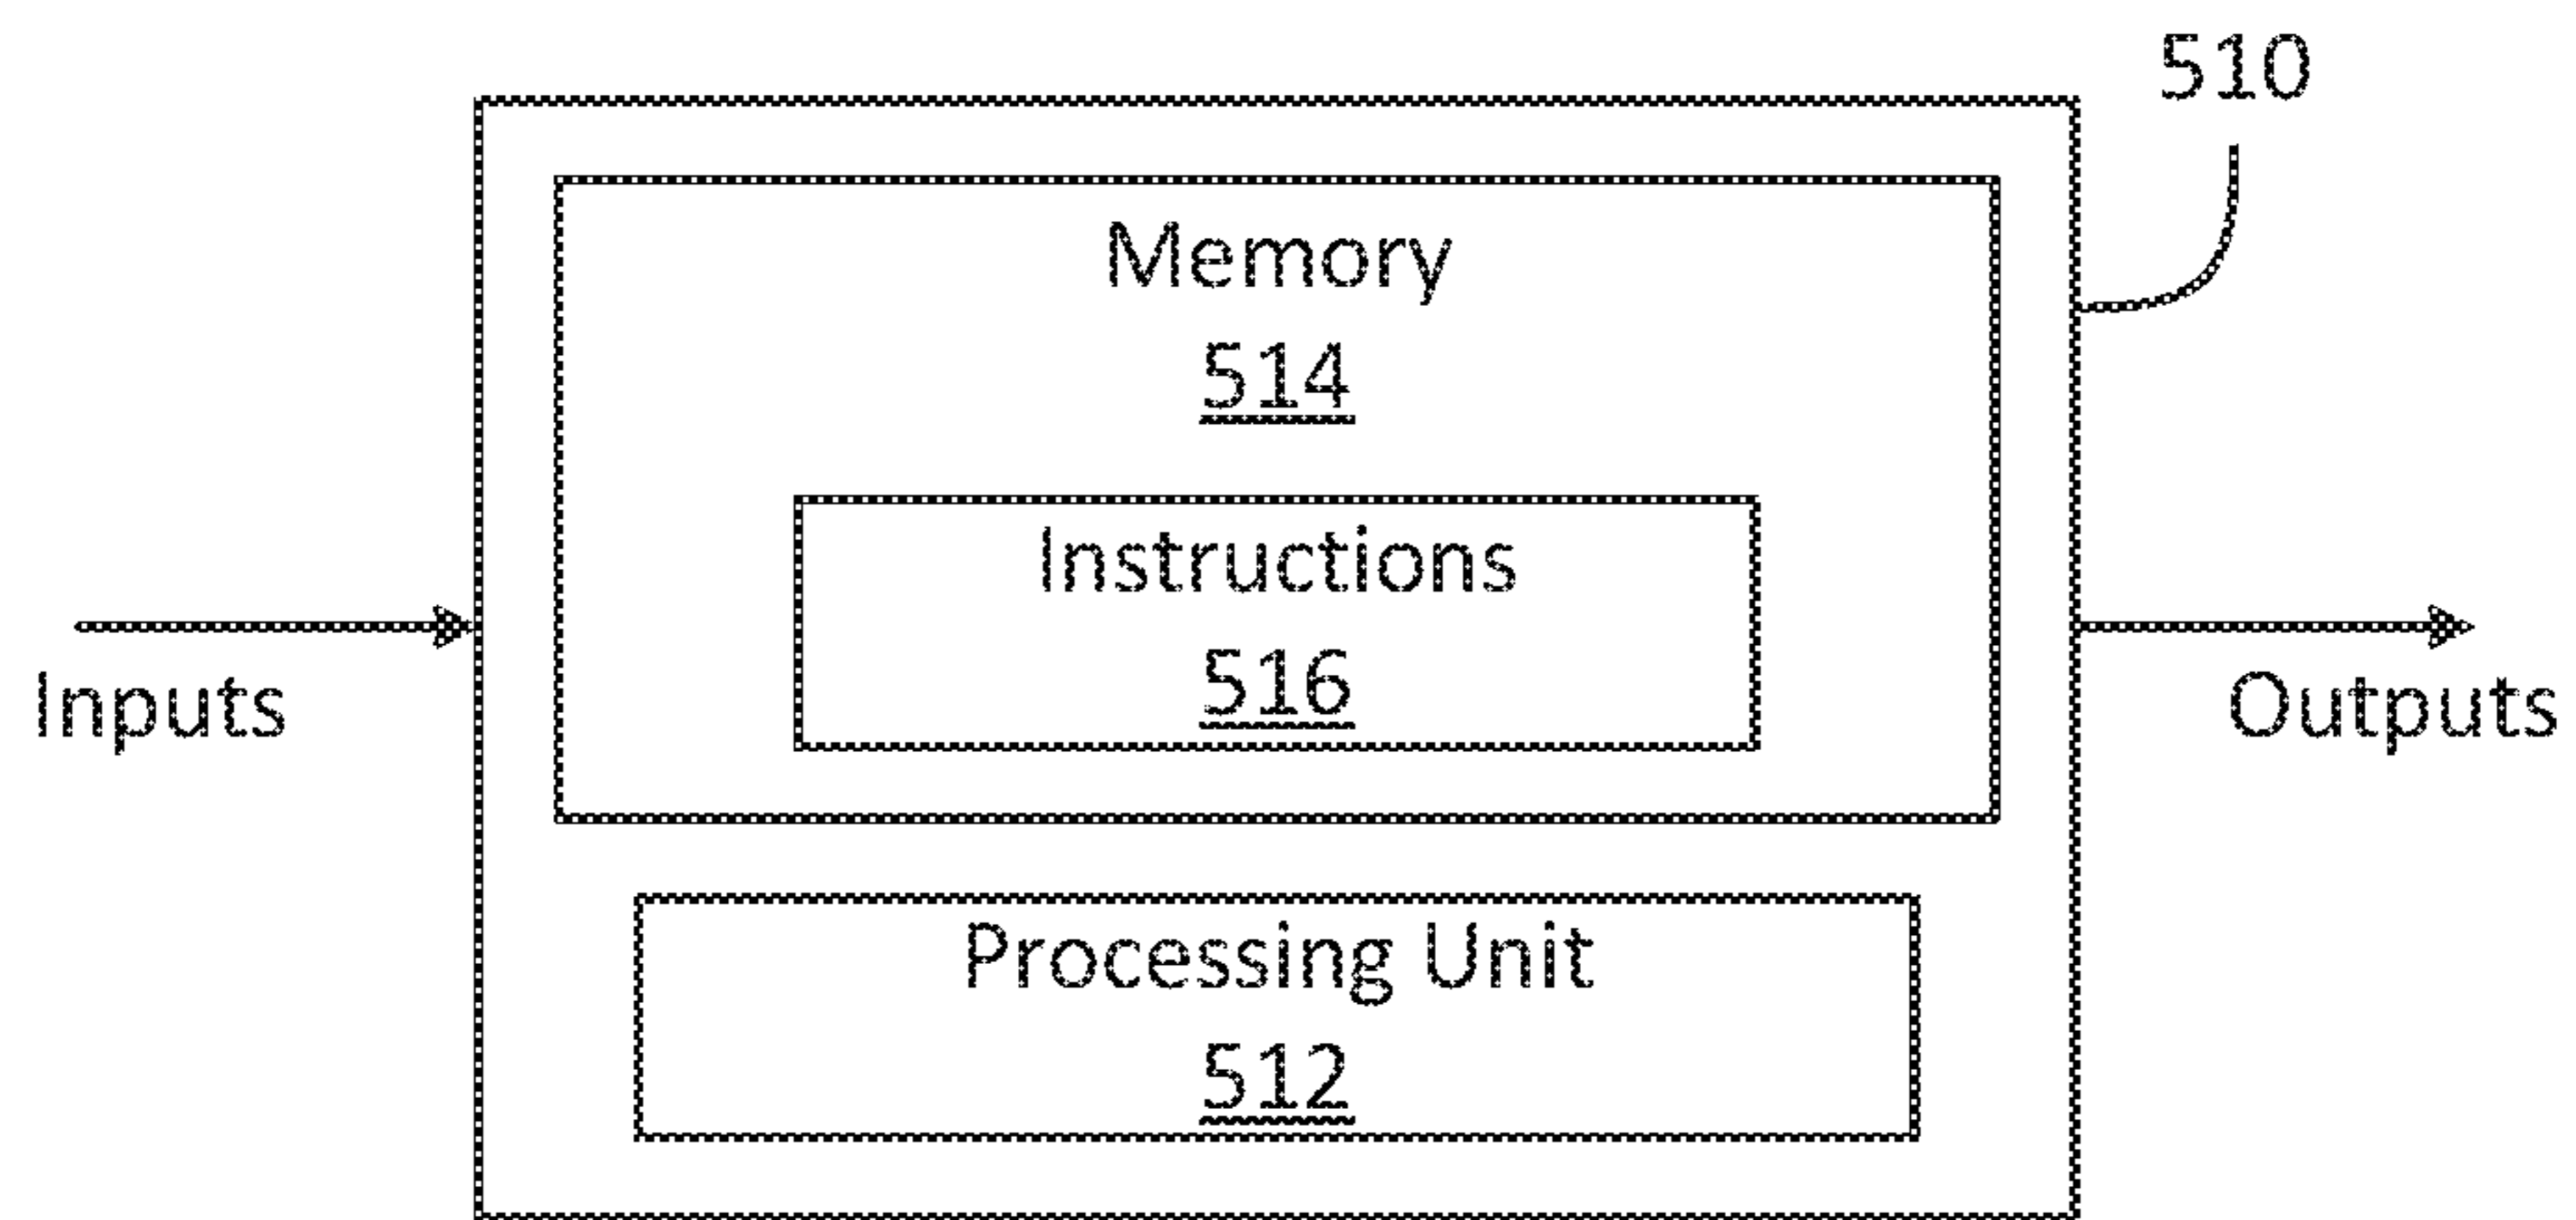 510
Memory
514
Instructions
516
Inputs
Outputs
Processing Unit
512